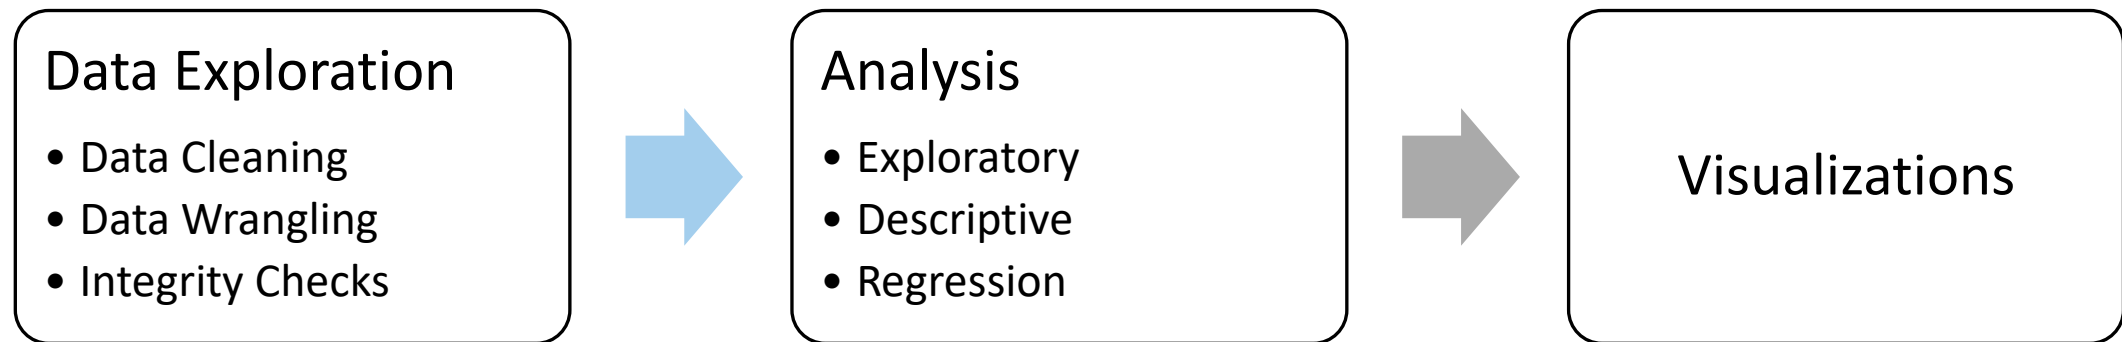 Data Exploration
• Data Cleaning
• Data Wrangling
• Integrity Checks
Analysis
• Exploratory
• Descriptive
• Regression
Visualizations